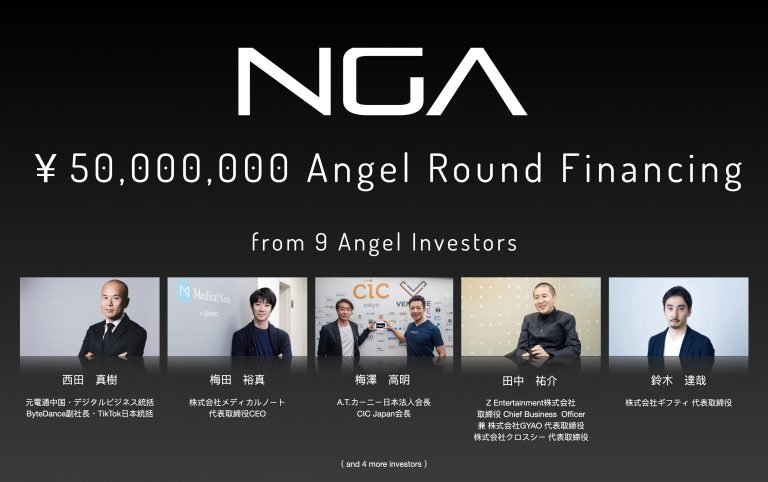 NGA
￥50,000,000 Angel Round Financing
from 9 Angel Investors
MedicalNote
cic
tokyo
VENTURE
西田　真樹
梅田　裕真
梅澤　高明
田中　祐介
鈴木　達哉
元電通中国・デジタルビジネス統括
ByteDance副社長・TikTok日本統括
株式会社メディカルノート
代表取締役CEO
A.T.カーニー日本法人会長
CIC Japan会長
Z Entertainment株式会社
取締役 Chief Business Officer
兼 株式会社GYAO 代表取締役
株式会社クロスシー 代表取締役
株式会社ギフティ 代表取締役
( and 4 more investors )